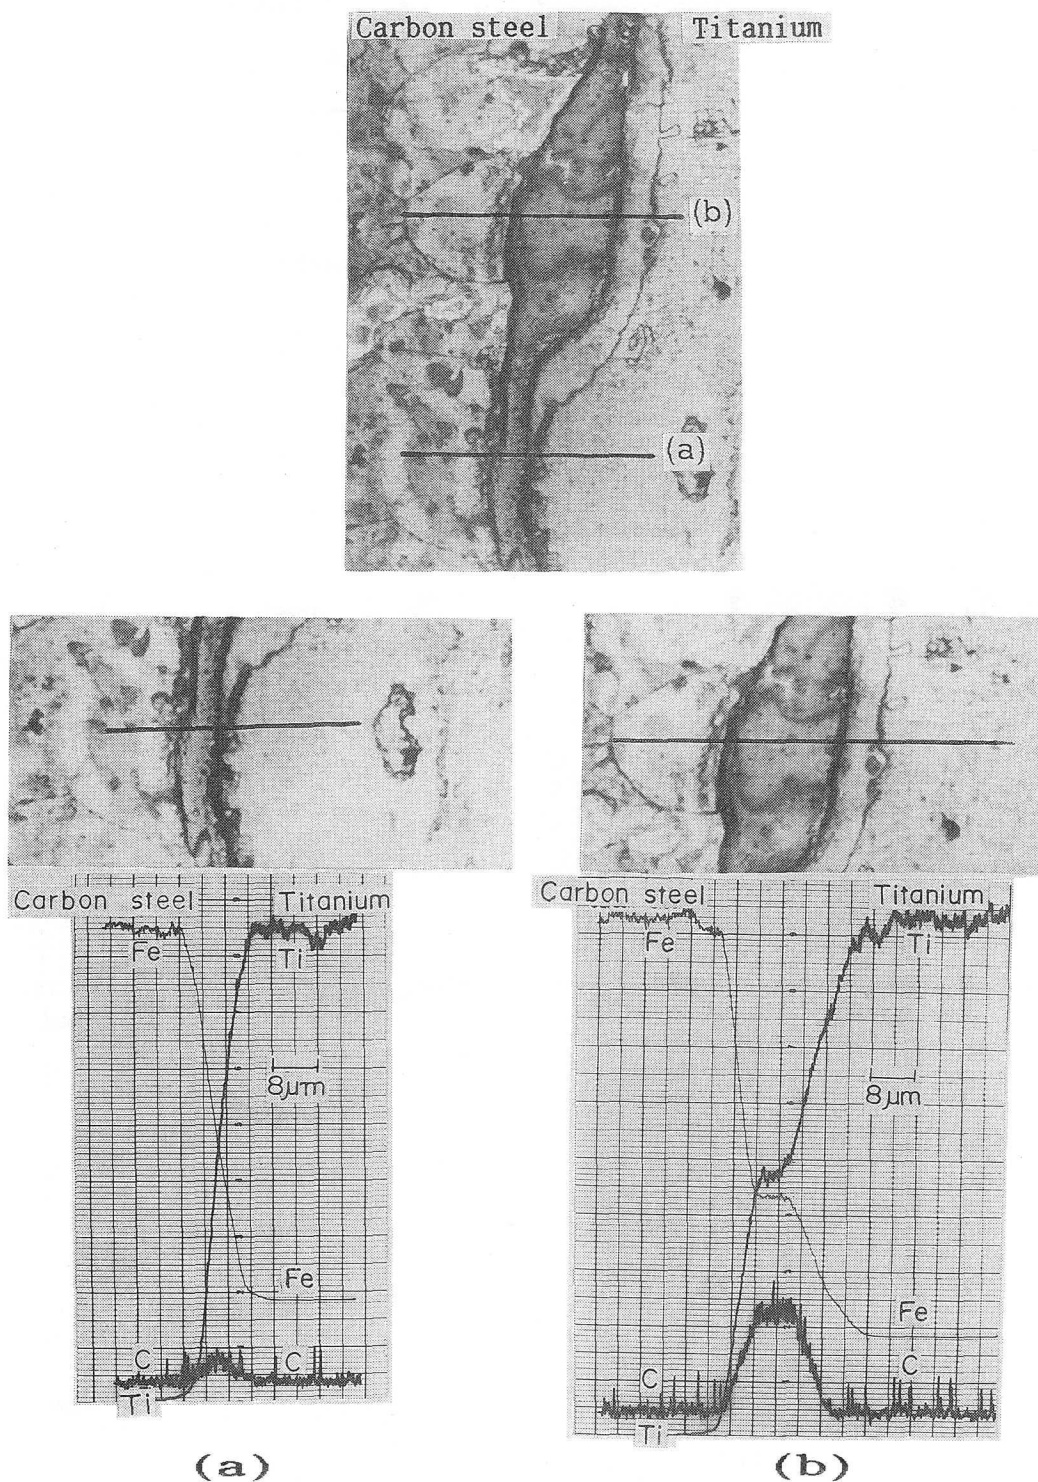 Carbon steel Titanium
(b)
(a)
Carbon steel Titanium
Fe
Ti
8μm
Fe
C C
Ti
(a)
Carbon steel Titanium
Fe
Ti
8μm
Fe
C C
Ti
(b)